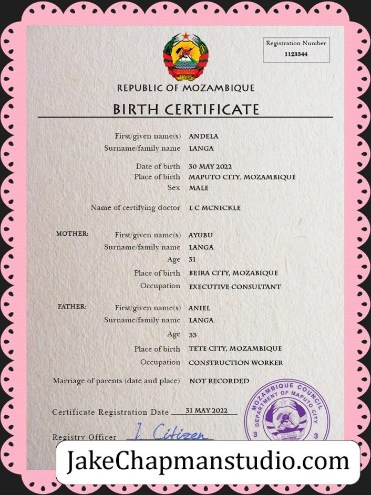 Registration Number
1123344
REPUBLIC OF MOZAMBIQUE
BIRTH CERTIFICATE
First/given name(s) ANDELA
Surname/family name LANGA
Date of birth 30 MAY 2022
Place of birth MAPUTO CITY, MOZAMBIQUE
Sex MALE
Name of certifying doctor L C MCNICKLE
MOTHER: First/given name(s) AYUBU
Surname/family name LANGA
Age 31
Place of birth BEIRA CITY, MOZABIQUE
Occupation EXECUTIVE CONSULTANT
FATHER: First/given name(s) ANIEL
Surname/family name LANGA
Age 33
Place of birth TETE CITY, MOZAMBIQUE
Occupation CONSTRUCTION WORKER
Marriage of parents (date and place) NOT RECORDED
Certificate Registration Date 31 MAY 2022
Registry Officer J. Citizen
MOZAMBIQUE COUNCIL
DEPARTMENT OF MAPUTO CITY
3 3
JakeChapmanstudio.com